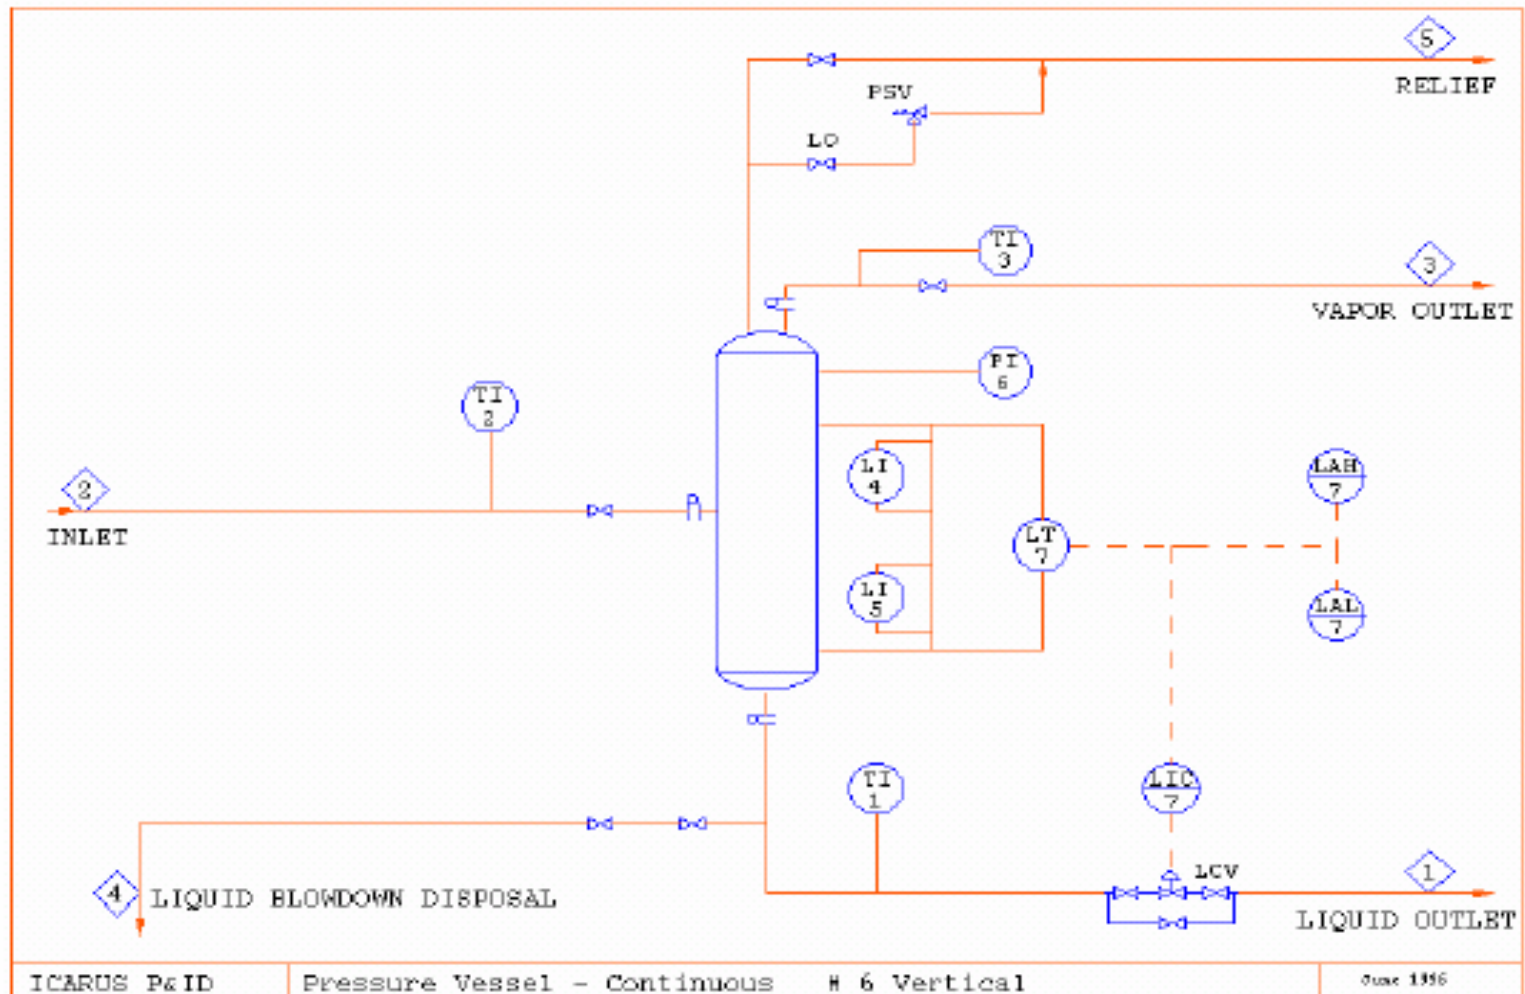 5
RELIEF
PSV
LO
TI
3
3
VAPOR OUTLET
PI
6
TI
2
2
INLET
LI
4
LAH
7
LT
7
LI
5
LAL
7
TI
1
LIC
7
LCV
1
LIQUID OUTLET
4
LIQUID BLOWDOWN DISPOSAL
ICARUS P&ID
Pressure Vessel - Continuous # 6 Vertical
June 1996